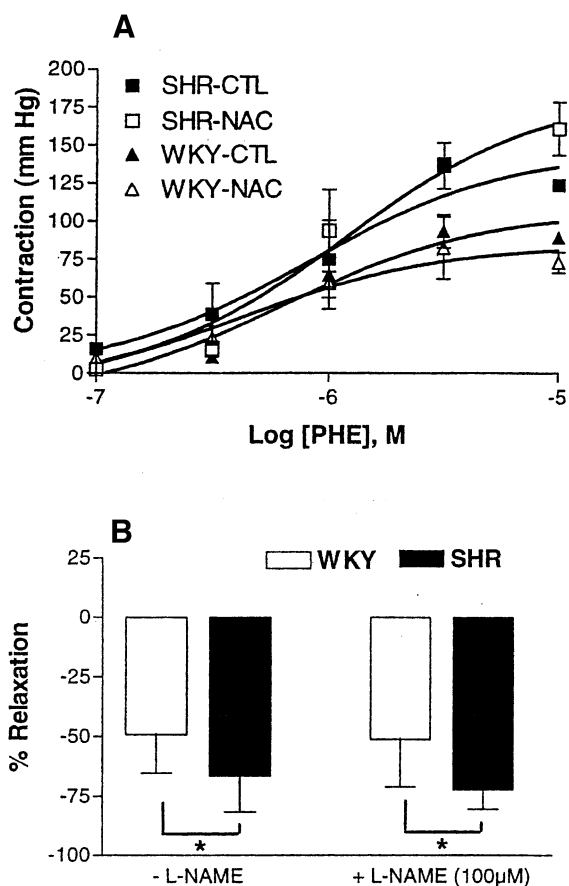 A
Contraction (mm Hg)
200
175
150
125
100
75
50
25
0
SHR-CTL
SHR-NAC
WKY-CTL
WKY-NAC
-7
-6
-5
Log [PHE], M
B
% Relaxation
25
0
-25
-50
-75
-100
WKY
SHR
*
*
- L-NAME
+ L-NAME (100µM)